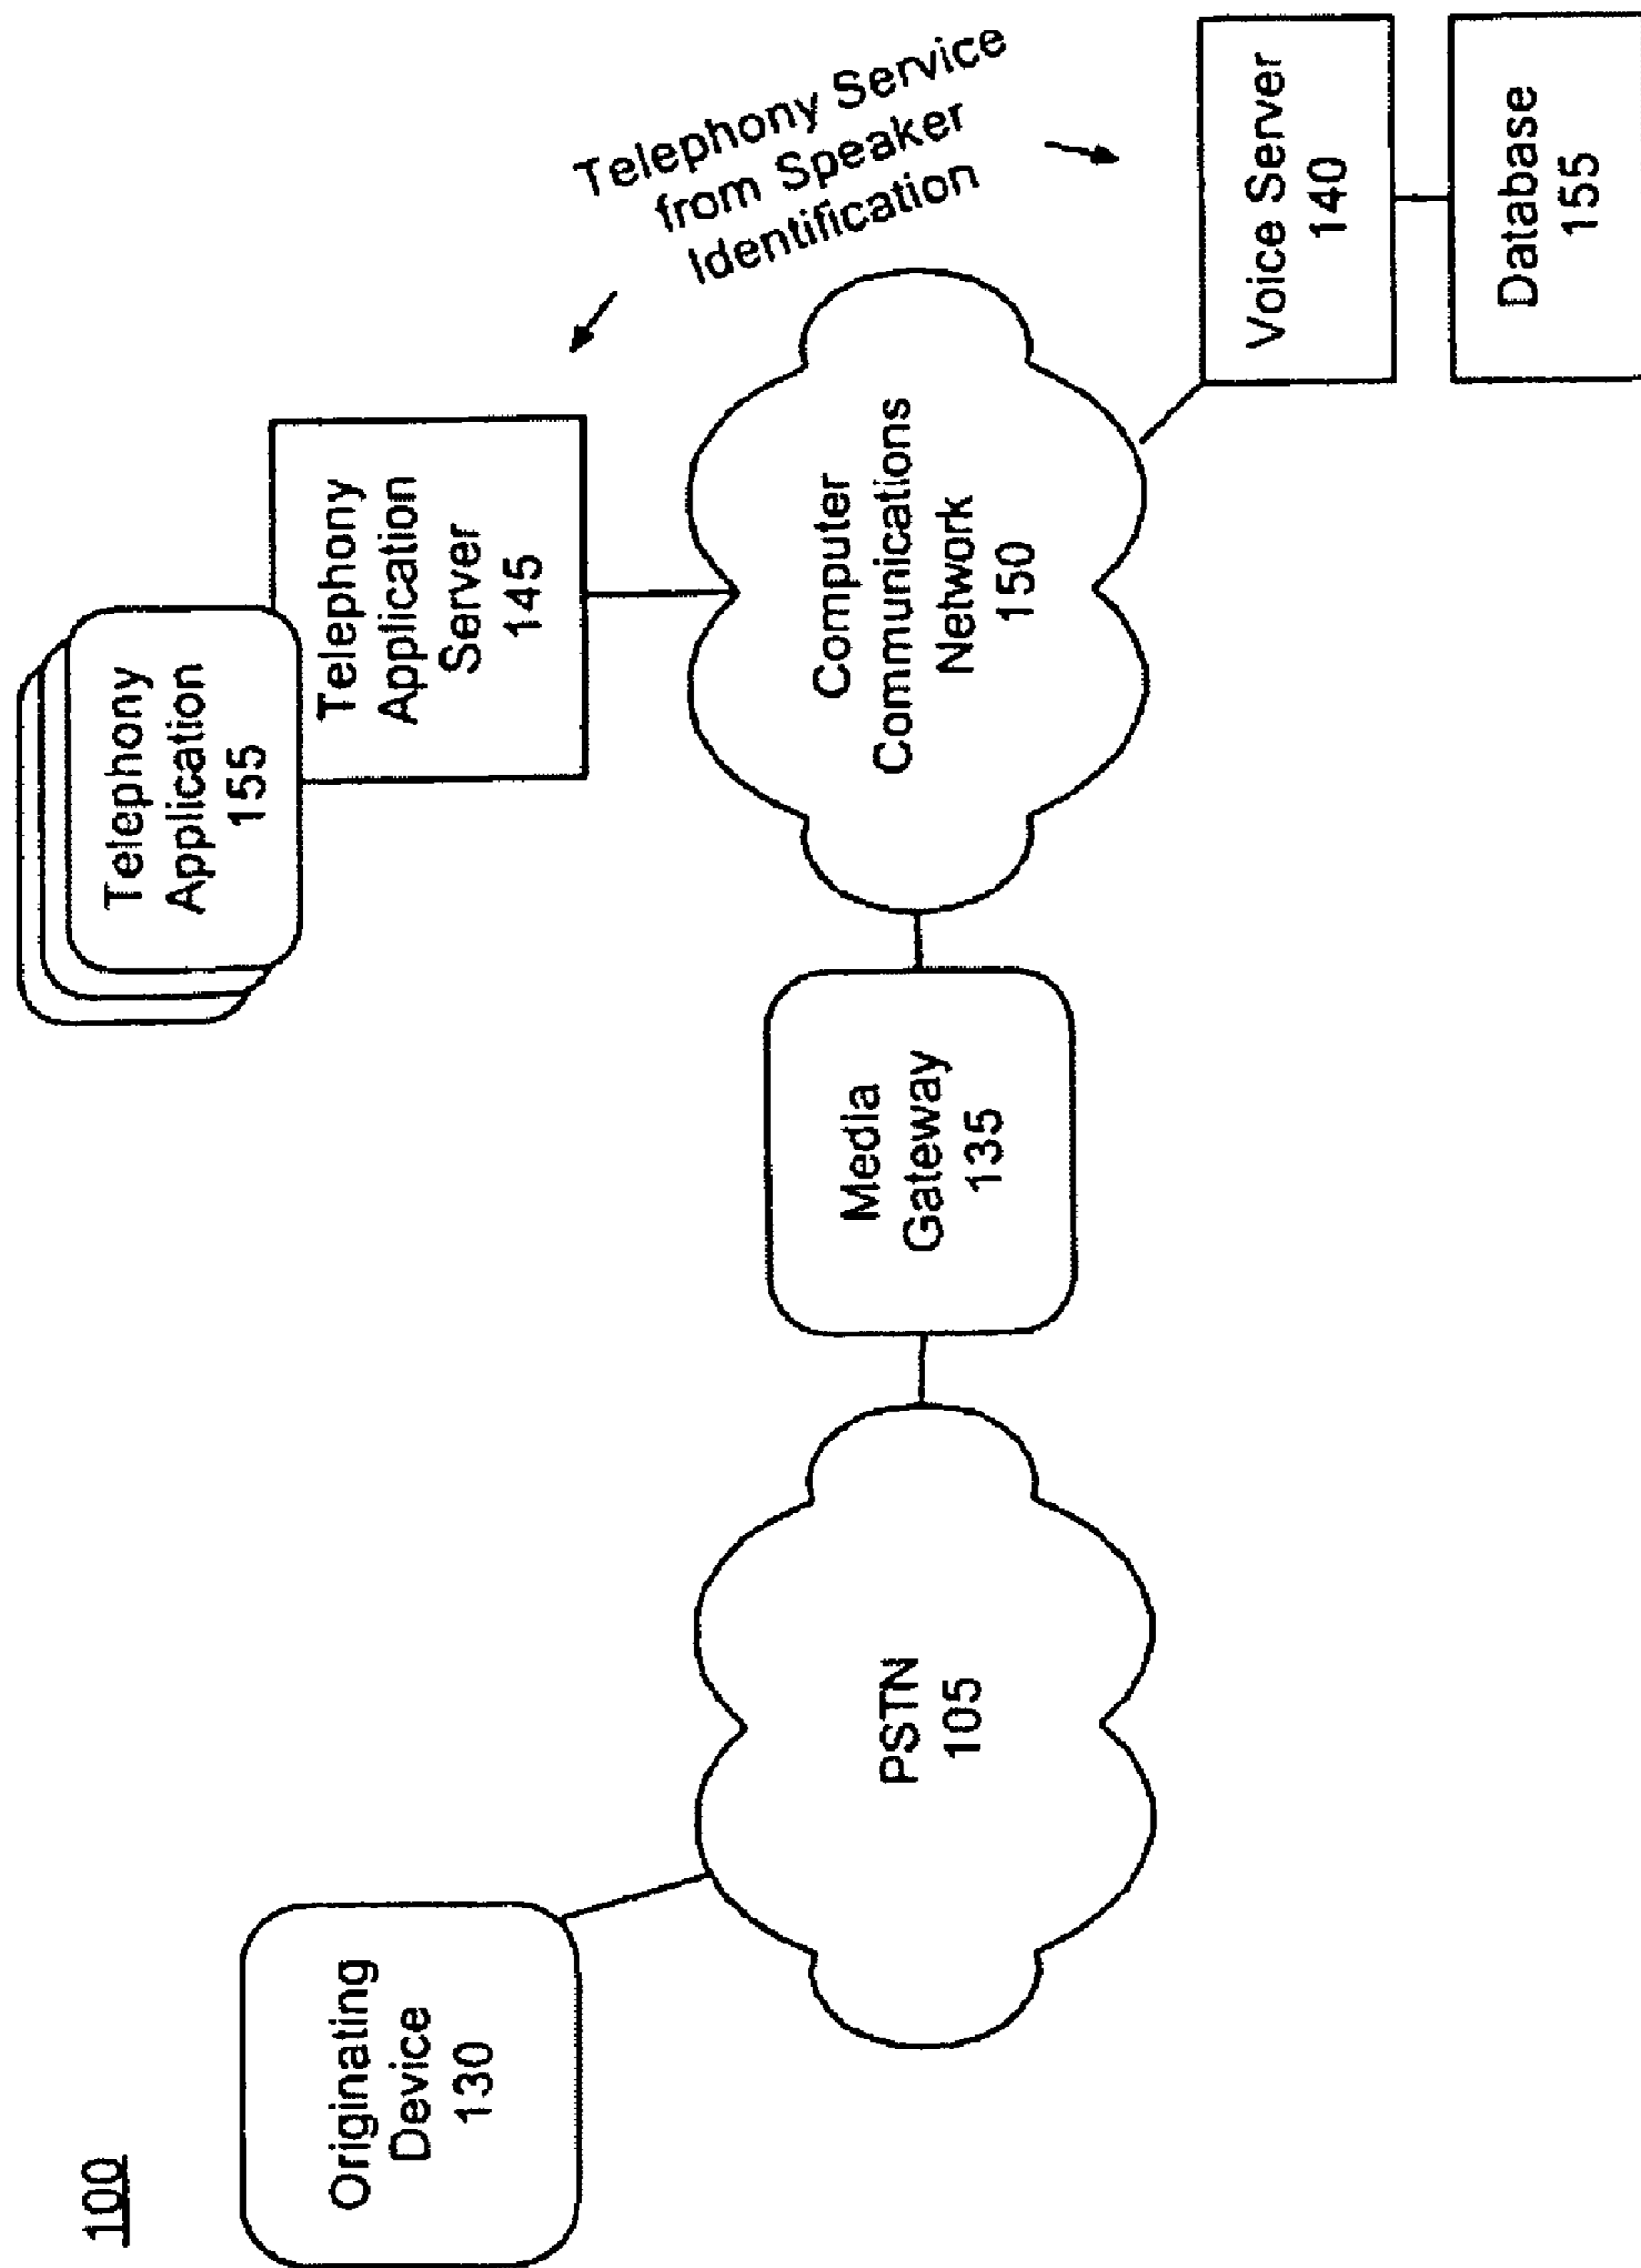 100
Originating
Device
130
PSTN
105
Media
Gateway
135
Telephony
Application
155
Telephony
Application
Server
145
Computer
Communications
Network
150
Telephony Service
from Speaker
Identification
Voice Server
140
Database
155